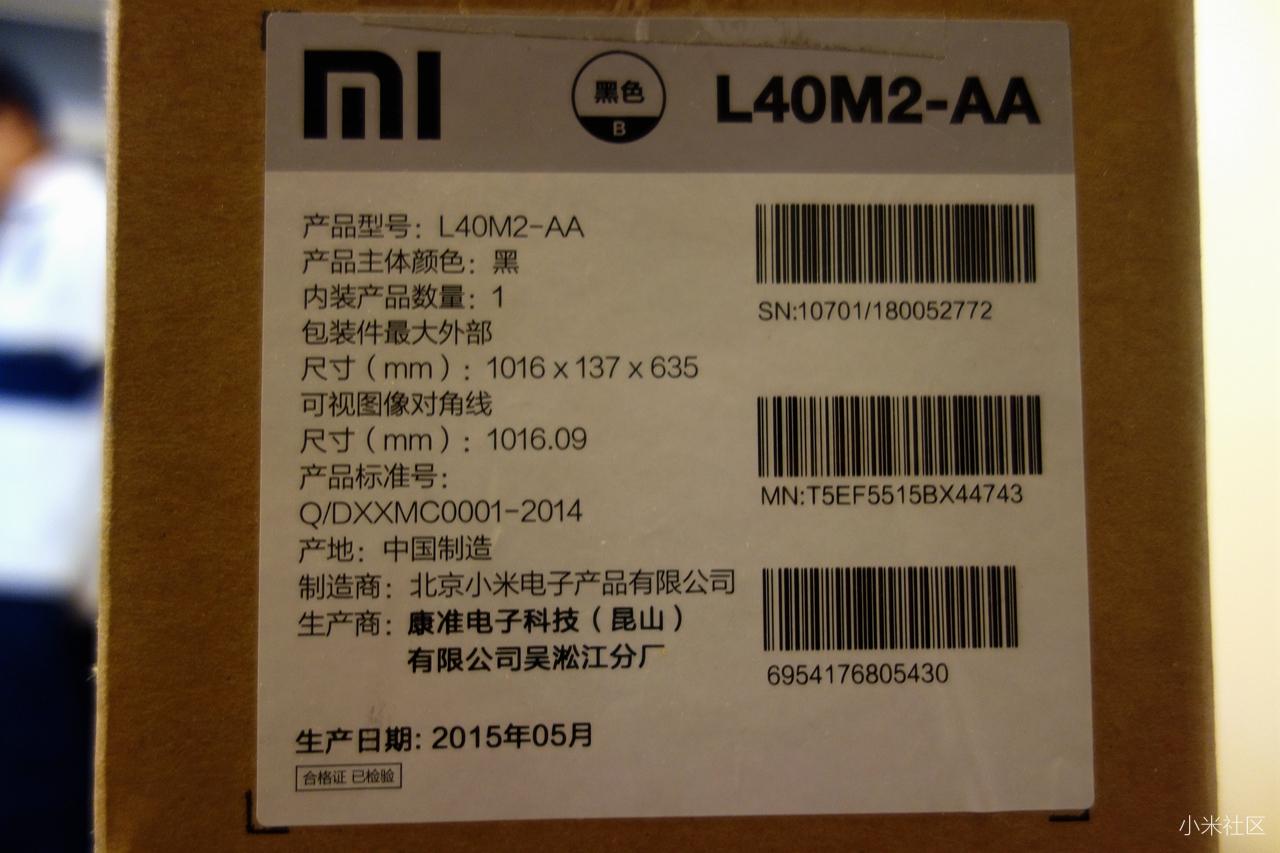 MI
黑色
B
L40M2-AA
产品型号：L40M2-AA
产品主体颜色：黑
内装产品数量：1
包装件最大外部
尺寸（mm）：1016 x 137 x 635
可视图像对角线
尺寸（mm）：1016.09
产品标准号：
Q/DXXMC0001-2014
产地：中国制造
制造商：北京小米电子产品有限公司
生产商：康准电子科技（昆山）
有限公司吴淞江分厂
生产日期: 2015年05月
合格证 已检验
SN:10701/180052772
MN:T5EF5515BX44743
6954176805430
小米社区